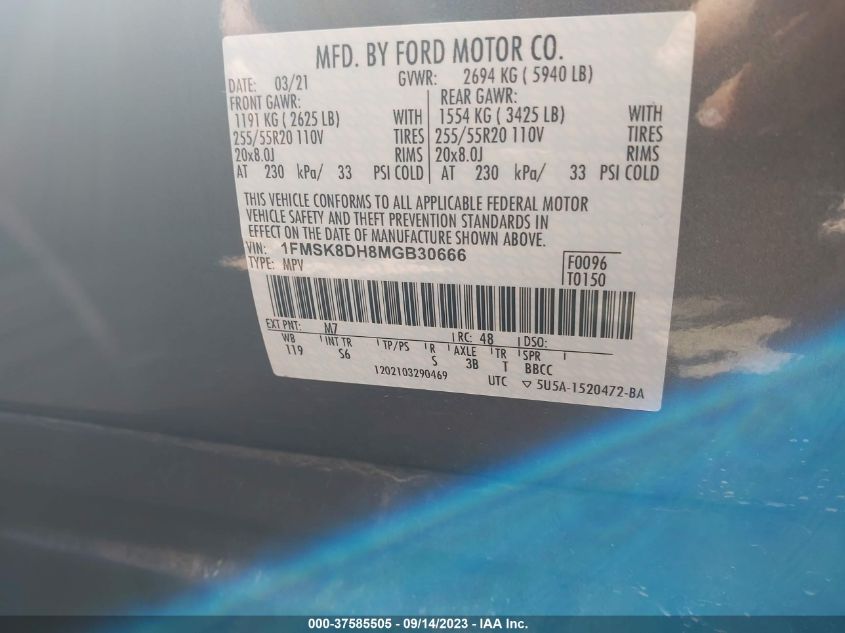 MFD. BY FORD MOTOR CO.
DATE: 03/21 GVWR: 2694 KG ( 5940 LB)
FRONT GAWR: REAR GAWR:
1191 KG ( 2625 LB) WITH 1554 KG ( 3425 LB) WITH
255/55R20 110V TIRES 255/55R20 110V TIRES
20x8.0J RIMS 20x8.0J RIMS
AT 230 kPa/ 33 PSI COLD AT 230 kPa/ 33 PSI COLD
THIS VEHICLE CONFORMS TO ALL APPLICABLE FEDERAL MOTOR
VEHICLE SAFETY AND THEFT PREVENTION STANDARDS IN
EFFECT ON THE DATE OF MANUFACTURE SHOWN ABOVE.
VIN: 1FMSK8DH8MGB30666
TYPE: MPV
F0096
T0150
EXT PNT: M7 RC: 48 DSO:
WB INT TR TP/PS R AXLE TR SPR
119 S6 S 3B T BBCC
1202103290469 UTC ▽ 5U5A-1520472-BA
000-37585505 - 09/14/2023 - IAA Inc.